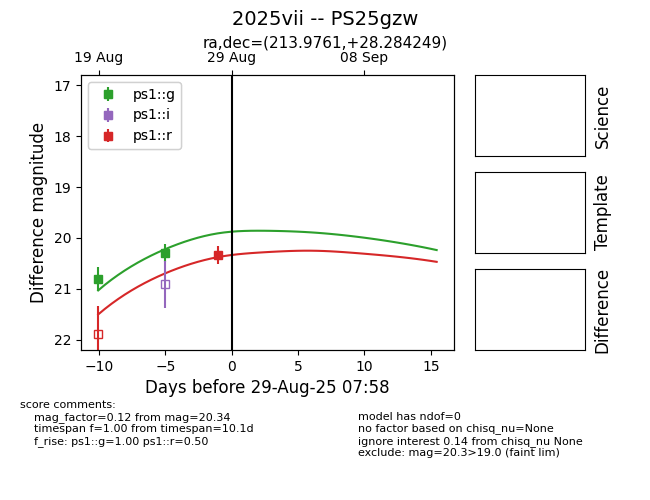 2025vii -- PS25gzw
ra,dec=(213.9761,+28.284249)
19 Aug 29 Aug 08 Sep
17
18
19
20
21
22
Difference magnitude
ps1::g
ps1::i
ps1::r
−10 −5 0 5 10 15
Days before 29-Aug-25 07:58
Science
Template
Difference
score comments:
mag_factor=0.12 from mag=20.34
timespan f=1.00 from timespan=10.1d
f_rise: ps1::g=1.00 ps1::r=0.50
model has ndof=0
no factor based on chisq_nu=None
ignore interest 0.14 from chisq_nu None
exclude: mag=20.3>19.0 (faint lim)